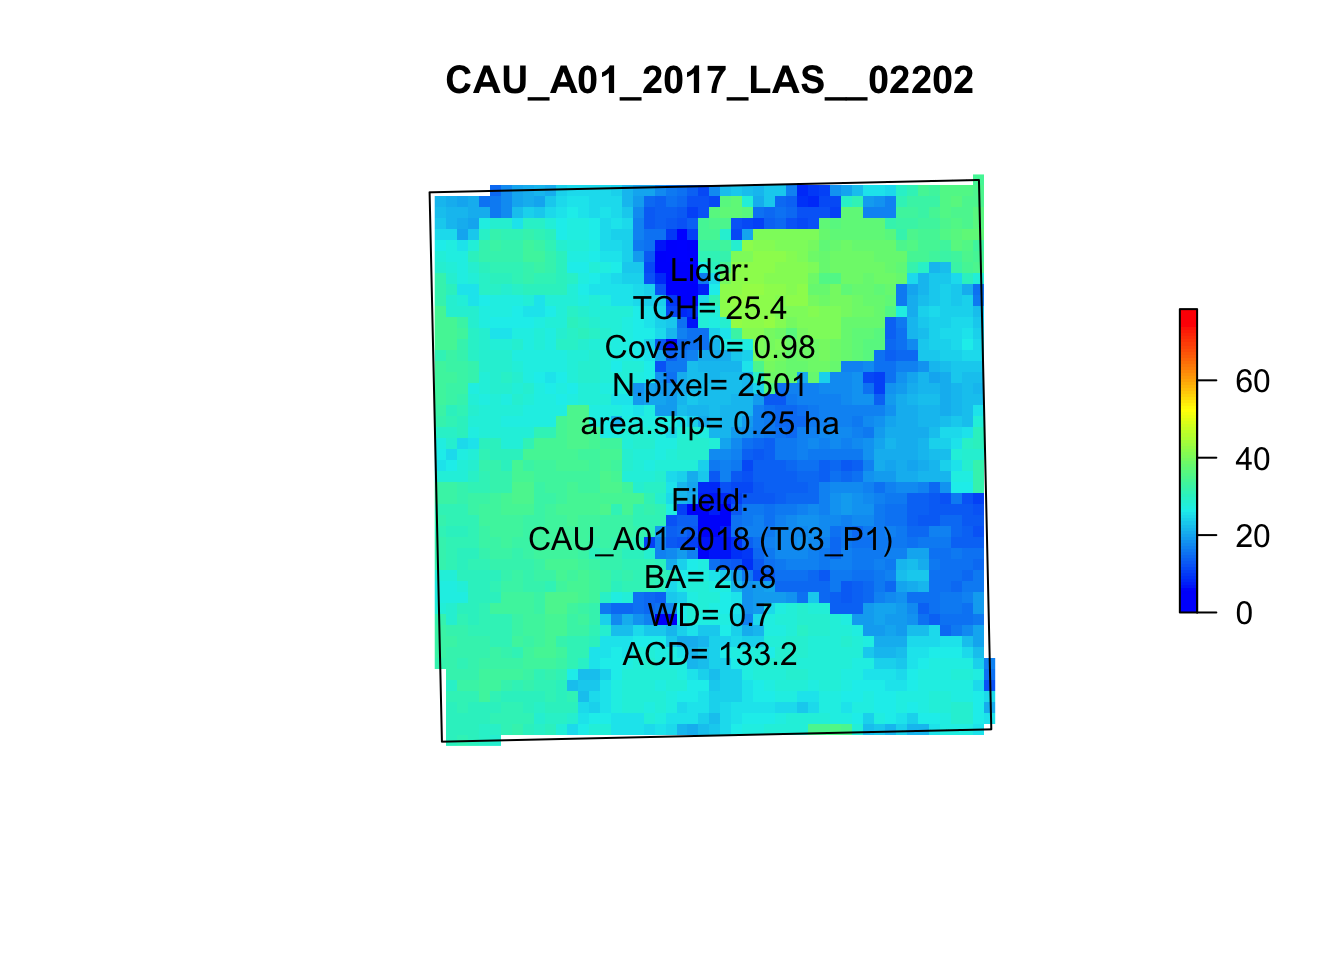 CAU_A01_2017_LAS__02202
Lidar:
TCH= 25.4
Cover10= 0.98
N.pixel= 2501
area.shp= 0.25 ha
Field:
CAU_A01 2018 (T03_P1)
BA= 20.8
WD= 0.7
ACD= 133.2
60
40
20
0